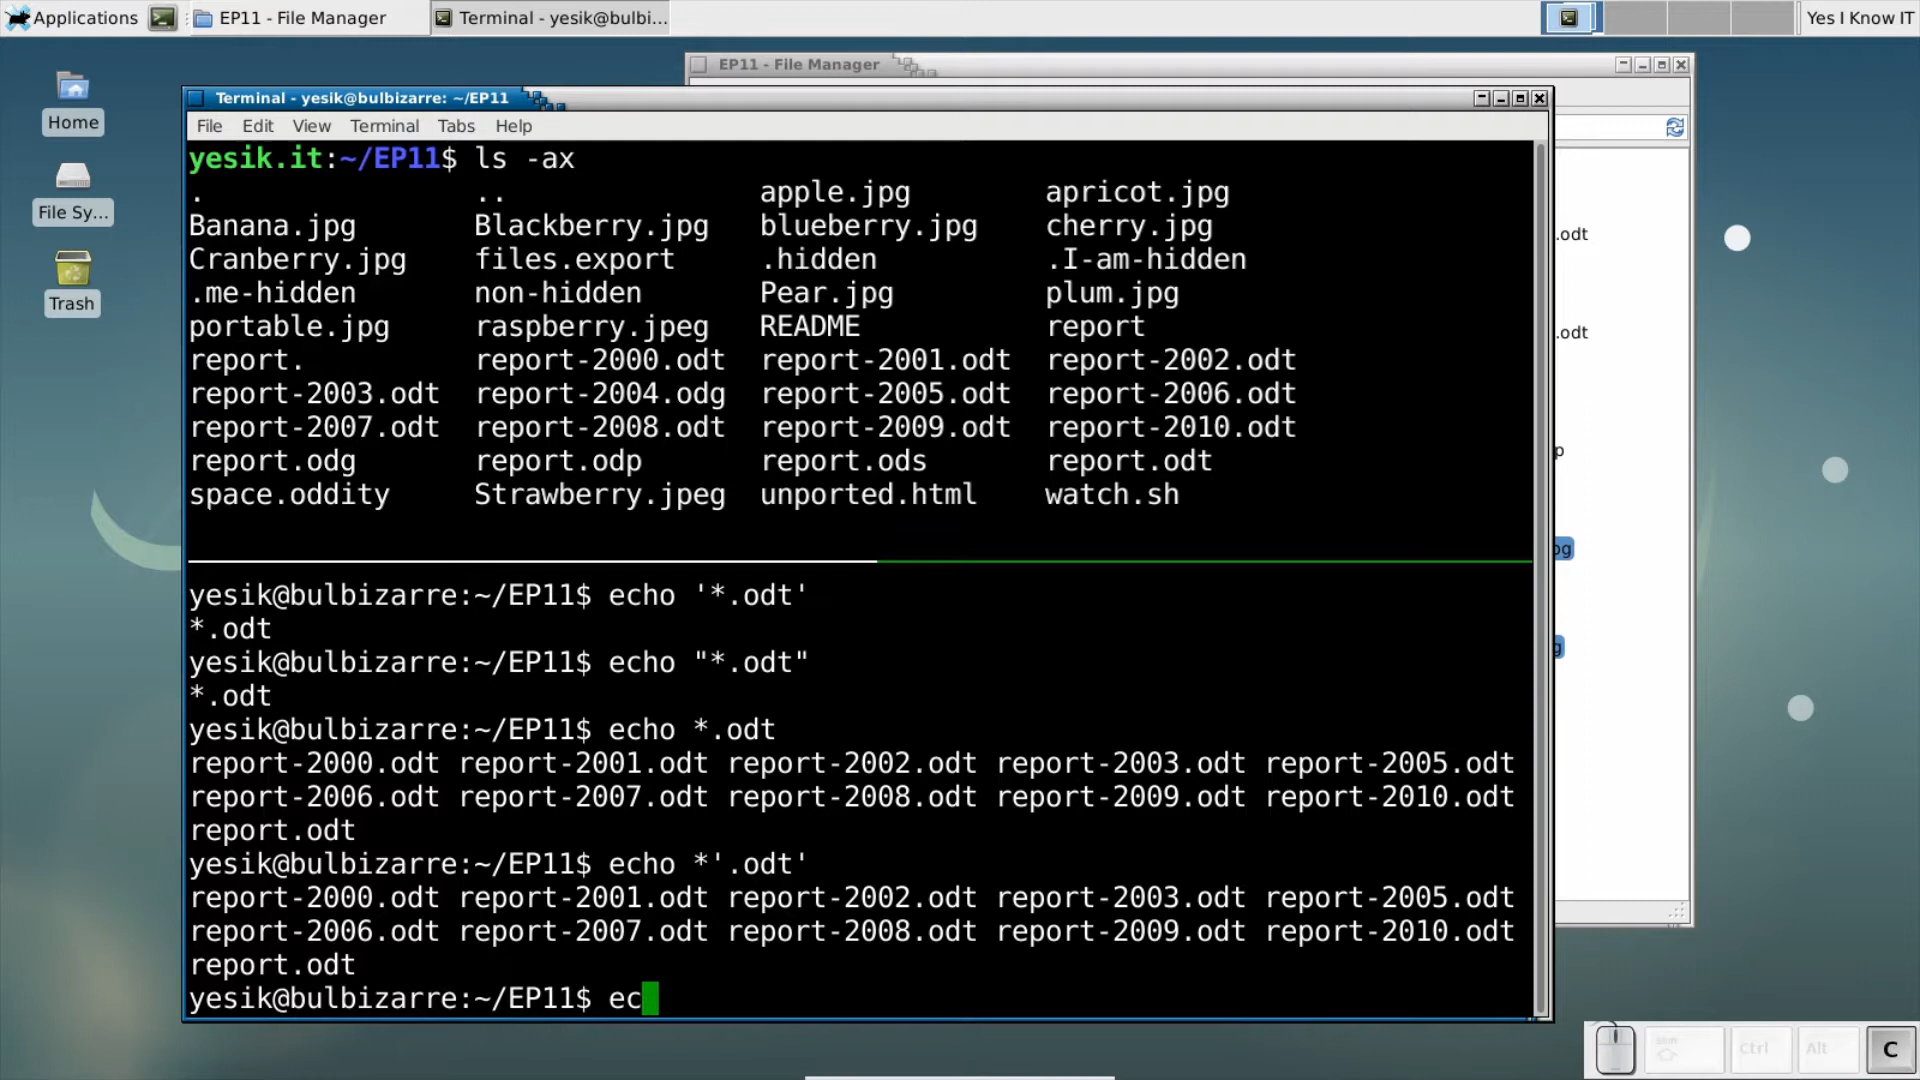 Applications EP11 - File Manager Terminal - yesik@bulbi... Yes I Know IT
EP11 - File Manager
Terminal - yesik@bulbizarre: ~/EP11
File Edit View Terminal Tabs Help
Home
File Sy...
Trash
yesik.it:~/EP11$ ls -ax
. .. apple.jpg apricot.jpg
Banana.jpg Blackberry.jpg blueberry.jpg cherry.jpg
Cranberry.jpg files.export .hidden .I-am-hidden
.me-hidden non-hidden Pear.jpg plum.jpg
portable.jpg raspberry.jpeg README report
report. report-2000.odt report-2001.odt report-2002.odt
report-2003.odt report-2004.odg report-2005.odt report-2006.odt
report-2007.odt report-2008.odt report-2009.odt report-2010.odt
report.odg report.odp report.ods report.odt
space.oddity Strawberry.jpeg unported.html watch.sh
yesik@bulbizarre:~/EP11$ echo '*.odt'
*.odt
yesik@bulbizarre:~/EP11$ echo "*.odt"
*.odt
yesik@bulbizarre:~/EP11$ echo *.odt
report-2000.odt report-2001.odt report-2002.odt report-2003.odt report-2005.odt
report-2006.odt report-2007.odt report-2008.odt report-2009.odt report-2010.odt
report.odt
yesik@bulbizarre:~/EP11$ echo *'.odt'
report-2000.odt report-2001.odt report-2002.odt report-2003.odt report-2005.odt
report-2006.odt report-2007.odt report-2008.odt report-2009.odt report-2010.odt
report.odt
yesik@bulbizarre:~/EP11$ ec
.odt
.odt
p
g
Ctrl Alt C